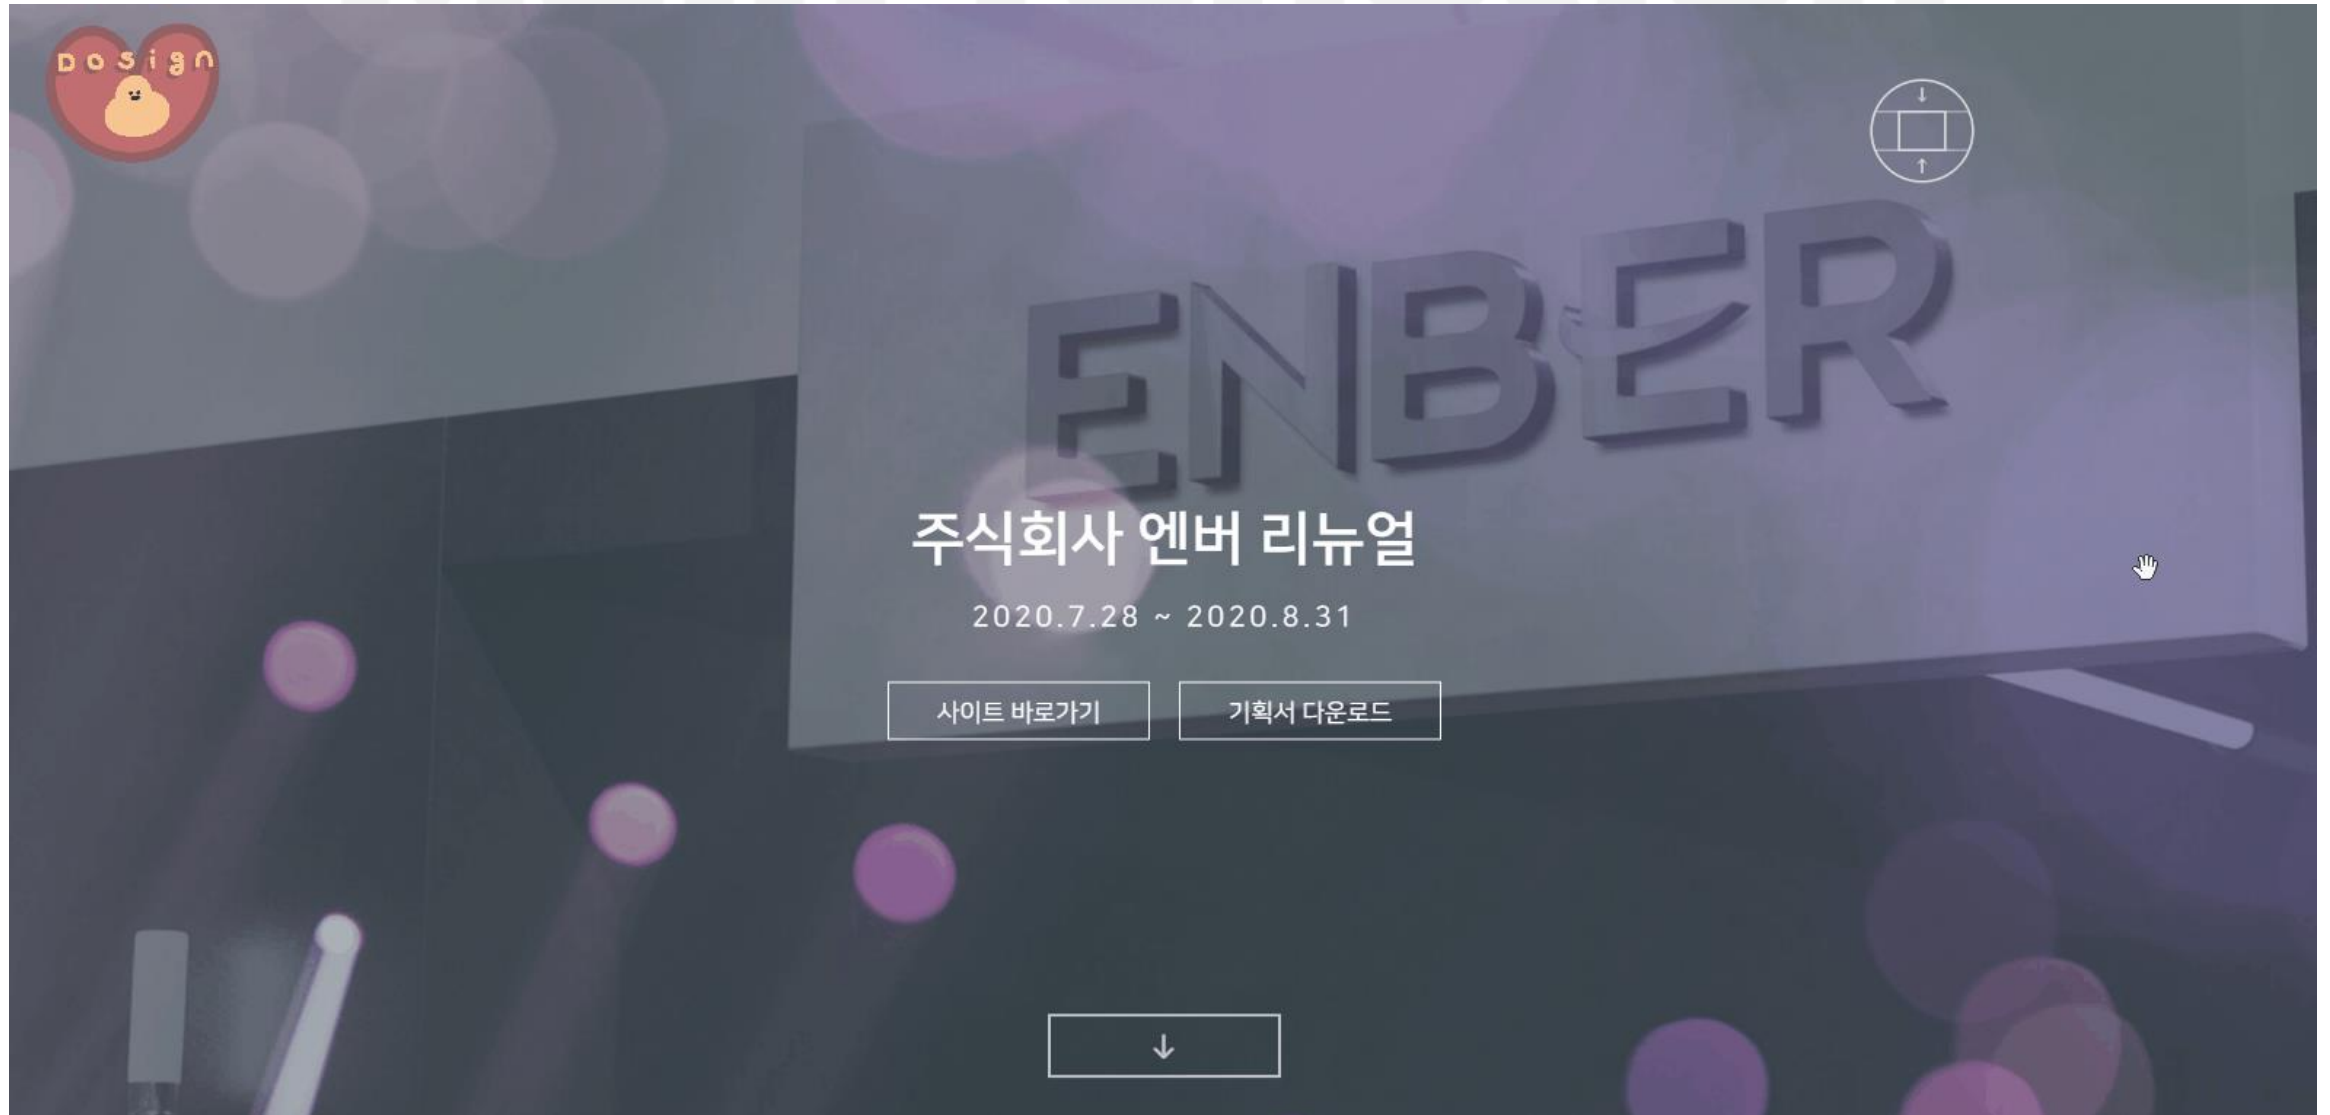 Dosign
ENBER
주식회사 엔버 리뉴얼
2020.7.28 ~ 2020.8.31
사이트 바로가기
기획서 다운로드